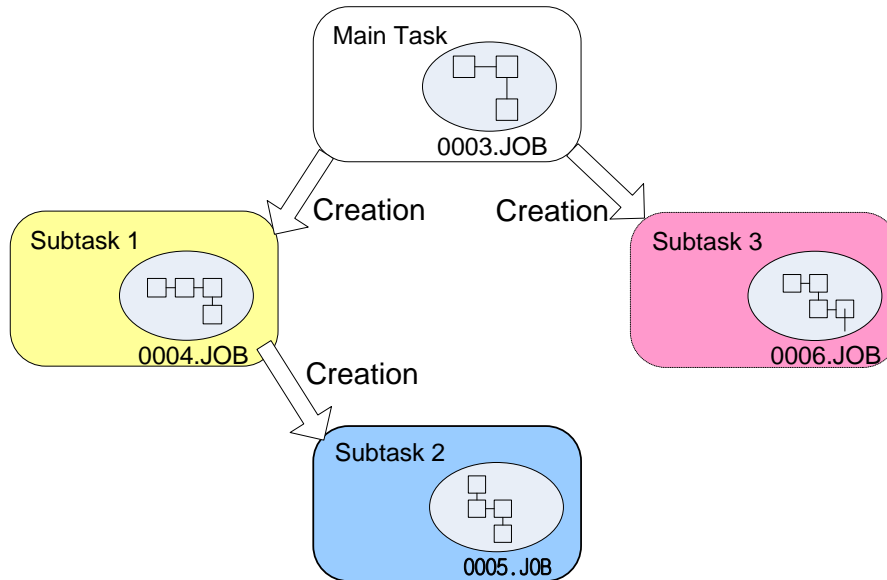 Main Task
0003.JOB
Creation
Creation
Subtask 1
0004.JOB
Subtask 3
0006.JOB
Creation
Subtask 2
0005.JOB